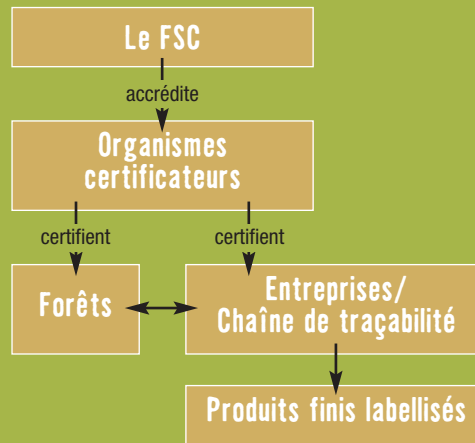 Le FSC
accrédite
Organismes
certificateurs
certifient
certifient
Forêts
Entreprises/
Chaîne de traçabilité
Produits finis labellisés